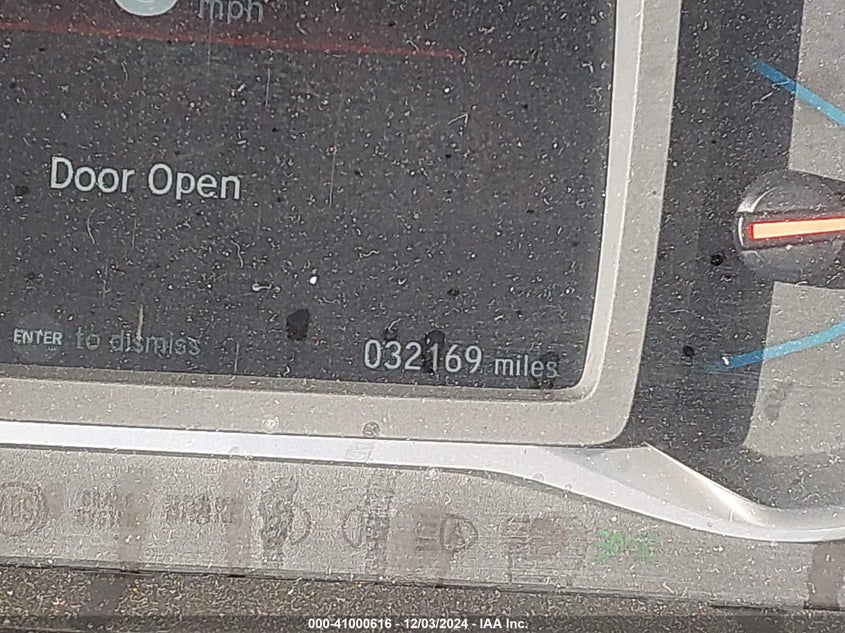 mph
Door Open
ENTER to dismiss
032169 miles
000-41000616 - 12/03/2024 - IAA Inc.